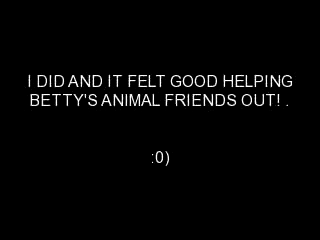 I DID AND IT FELT GOOD HELPING
BETTY'S ANIMAL FRIENDS OUT! .
:0)